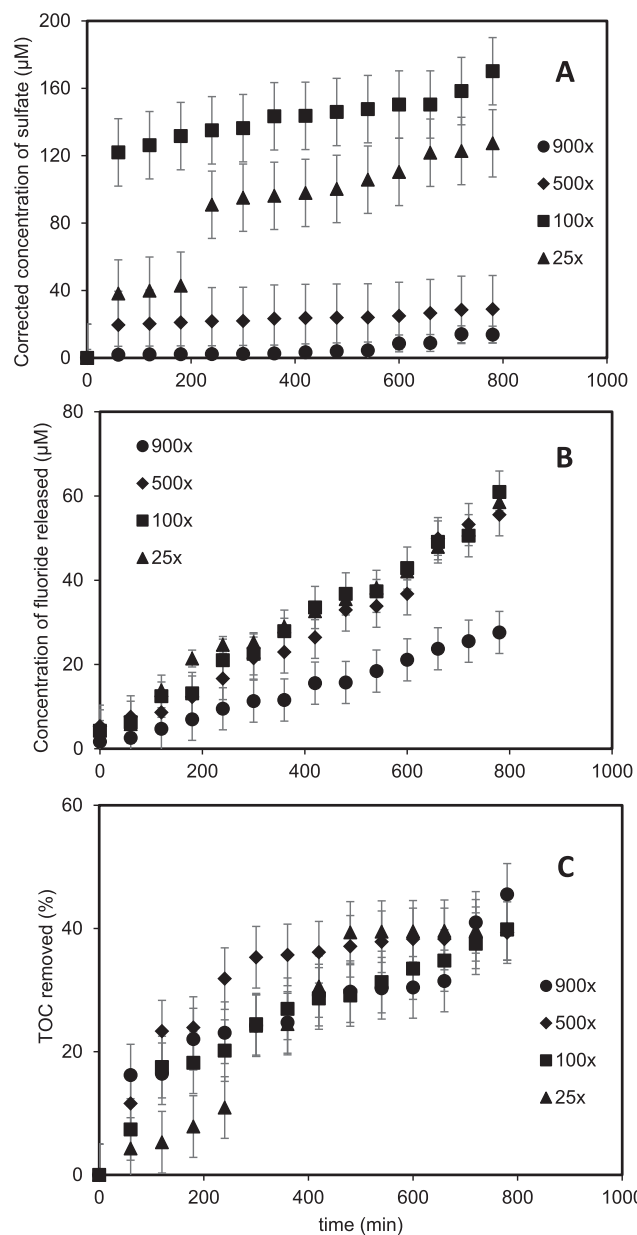 200
160
120
80
40
0
Corrected concentration of sulfate (µM)
A
900x
500x
100x
25x
0 200 400 600 800 1000
80
60
40
20
0
Concentration of fluoride released (µM)
900x
500x
100x
25x
B
0 200 400 600 800 1000
60
40
20
0
TOC removed (%)
C
900x
500x
100x
25x
0 200 400 600 800 1000
time (min)